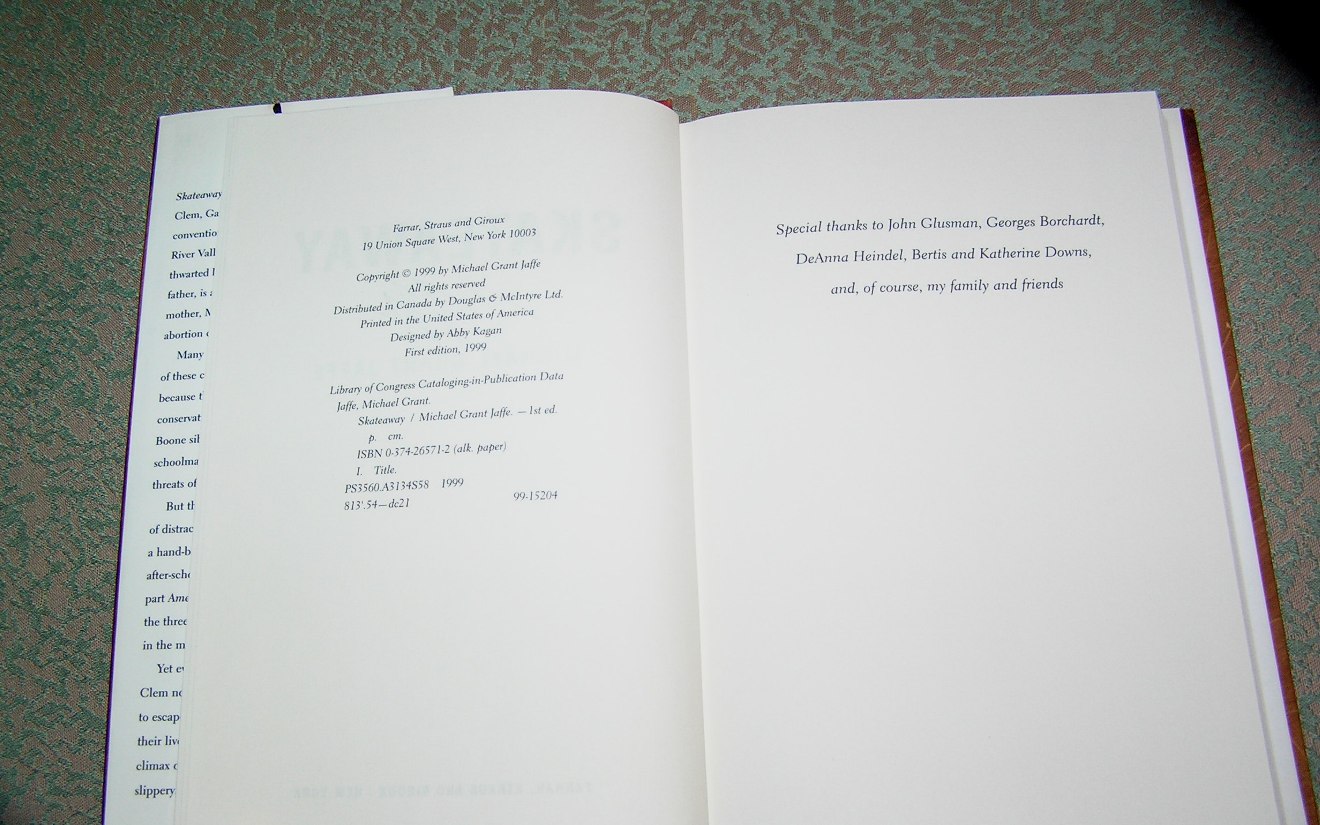 Skateaway
Clem, Ga
conventio
River Vall
thwarted l
father, is a
mother, M
abortion o
Many
of these c
because t
conservat
Boone sil
schoolma
threats of
But th
of distrac
a hand-b
after-scho
part Ame
the three
in the m
Yet ev
Clem ne
to escap
their live
climax o
slippery
Farrar, Straus and Giroux
19 Union Square West, New York 10003
Copyright © 1999 by Michael Grant Jaffe
All rights reserved
Distributed in Canada by Douglas & McIntyre Ltd.
Printed in the United States of America
Designed by Abby Kagan
First edition, 1999
Library of Congress Cataloging-in-Publication Data
Jaffe, Michael Grant.
Skateaway / Michael Grant Jaffe. — 1st ed.
p. cm.
ISBN 0-374-26571-2 (alk. paper)
I. Title.
PS3560.A3134S58 1999
813'.54—dc21 99-15204
Special thanks to John Glusman, Georges Borchardt,
DeAnna Heindel, Bertis and Katherine Downs,
and, of course, my family and friends